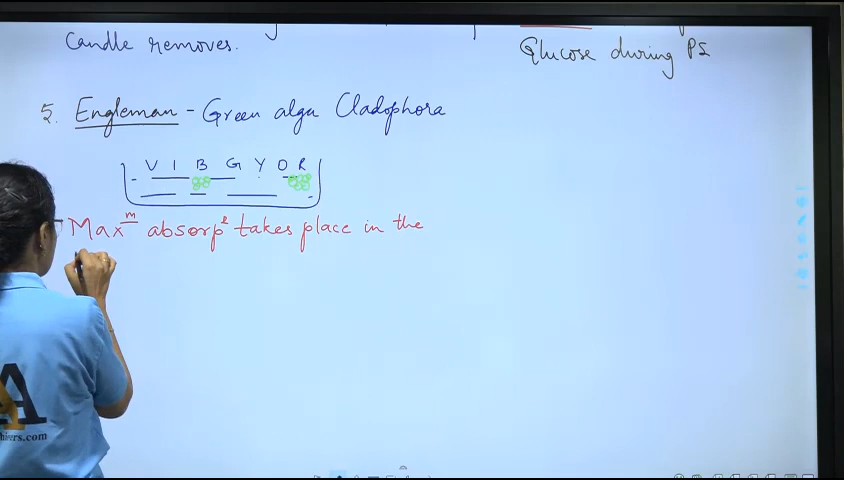 Candle removes.
Glucose during PS
5. Engleman - Green alga Cladophora
V I B G Y O R
Max^m absorp^t takes place in the
A